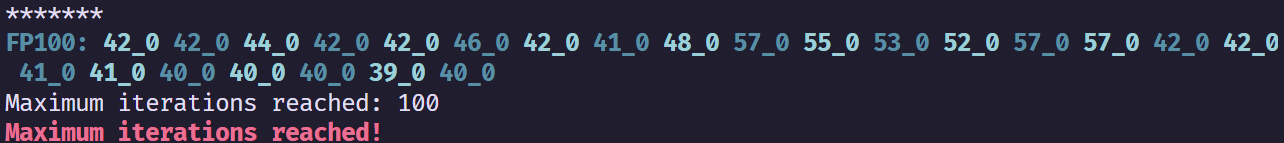 *******
FP100: 42_0 42_0 44_0 42_0 42_0 46_0 42_0 41_0 48_0 57_0 55_0 53_0 52_0 57_0 57_0 42_0 42_0
41_0 41_0 40_0 40_0 40_0 39_0 40_0
Maximum iterations reached: 100
Maximum iterations reached!